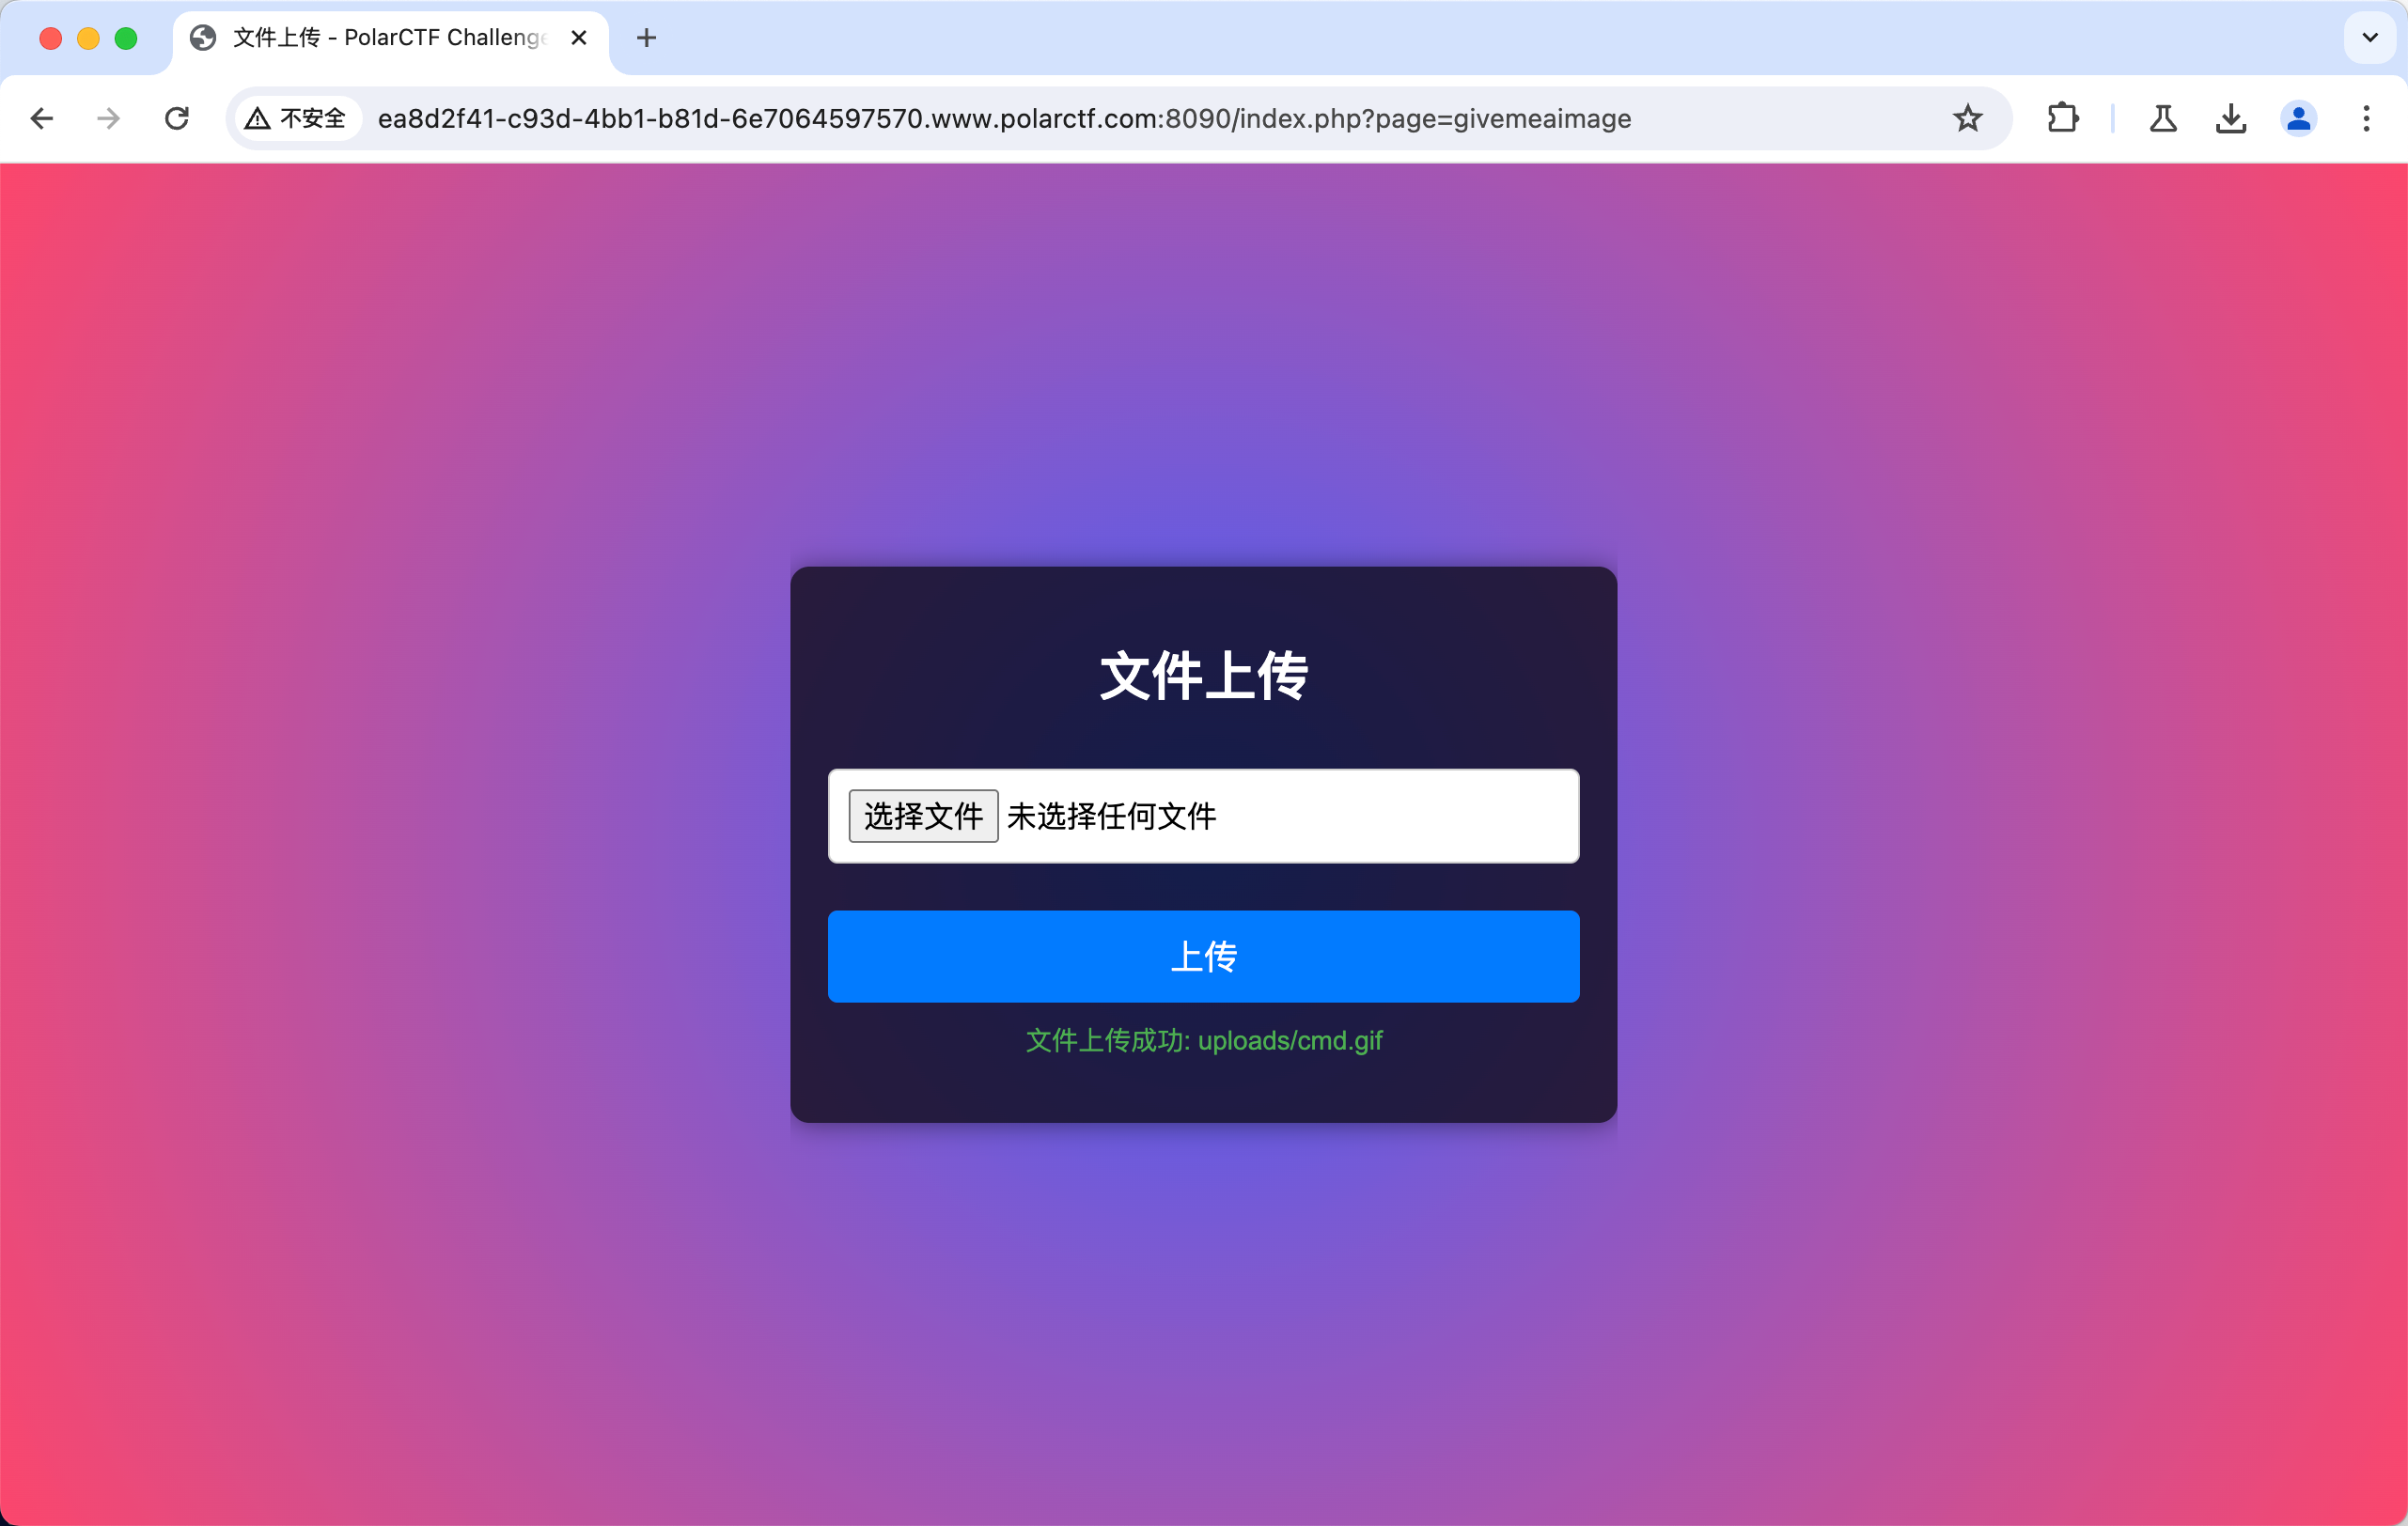 文件上传 - PolarCTF Challenge
不安全 ea8d2f41-c93d-4bb1-b81d-6e7064597570.www.polarctf.com:8090/index.php?page=givemeaimage
文件上传
选择文件 未选择任何文件
上传
文件上传成功: uploads/cmd.gif